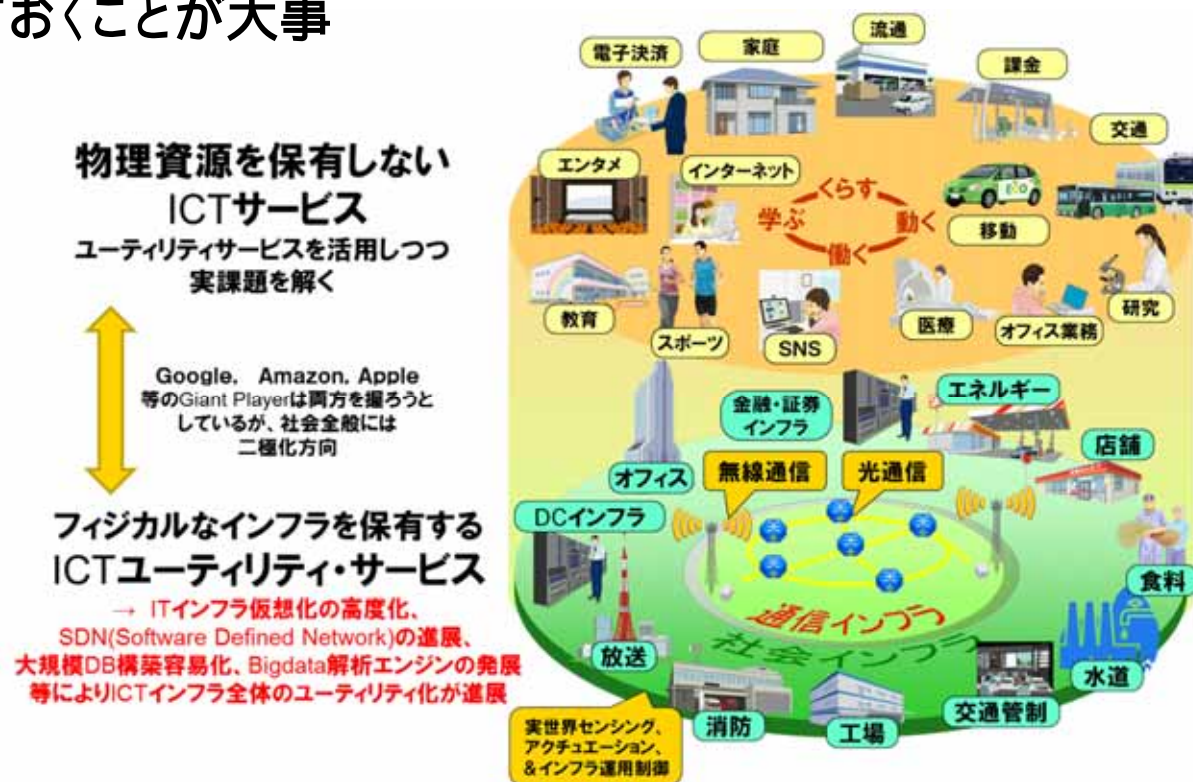 おくことが大事
物理資源を保有しない
ICTサービス
ユーティリティサービスを活用しつつ
実課題を解く
Google, Amazon, Apple
等のGiant Playerは両方を握ろうと
しているが、社会全般には
二極化方向
フィジカルなインフラを保有する
ICTユーティリティ・サービス
→ ITインフラ仮想化の高度化、
SDN(Software Defined Network)の進展、
大規模DB構築容易化、Bigdata解析エンジンの発展
等によりICTインフラ全体のユーティリティ化が進展
電子決済
家庭
流通
課金
交通
エンタメ
インターネット
くらす
学ぶ
動く
働く
移動
教育
スポーツ
SNS
医療
オフィス業務
研究
金融・証券
インフラ
エネルギー
オフィス
無線通信
光通信
店舗
DCインフラ
食料
通信インフラ
社会インフラ
放送
水道
消防
工場
交通管制
実世界センシング、
アクチュエーション、
&インフラ運用制御